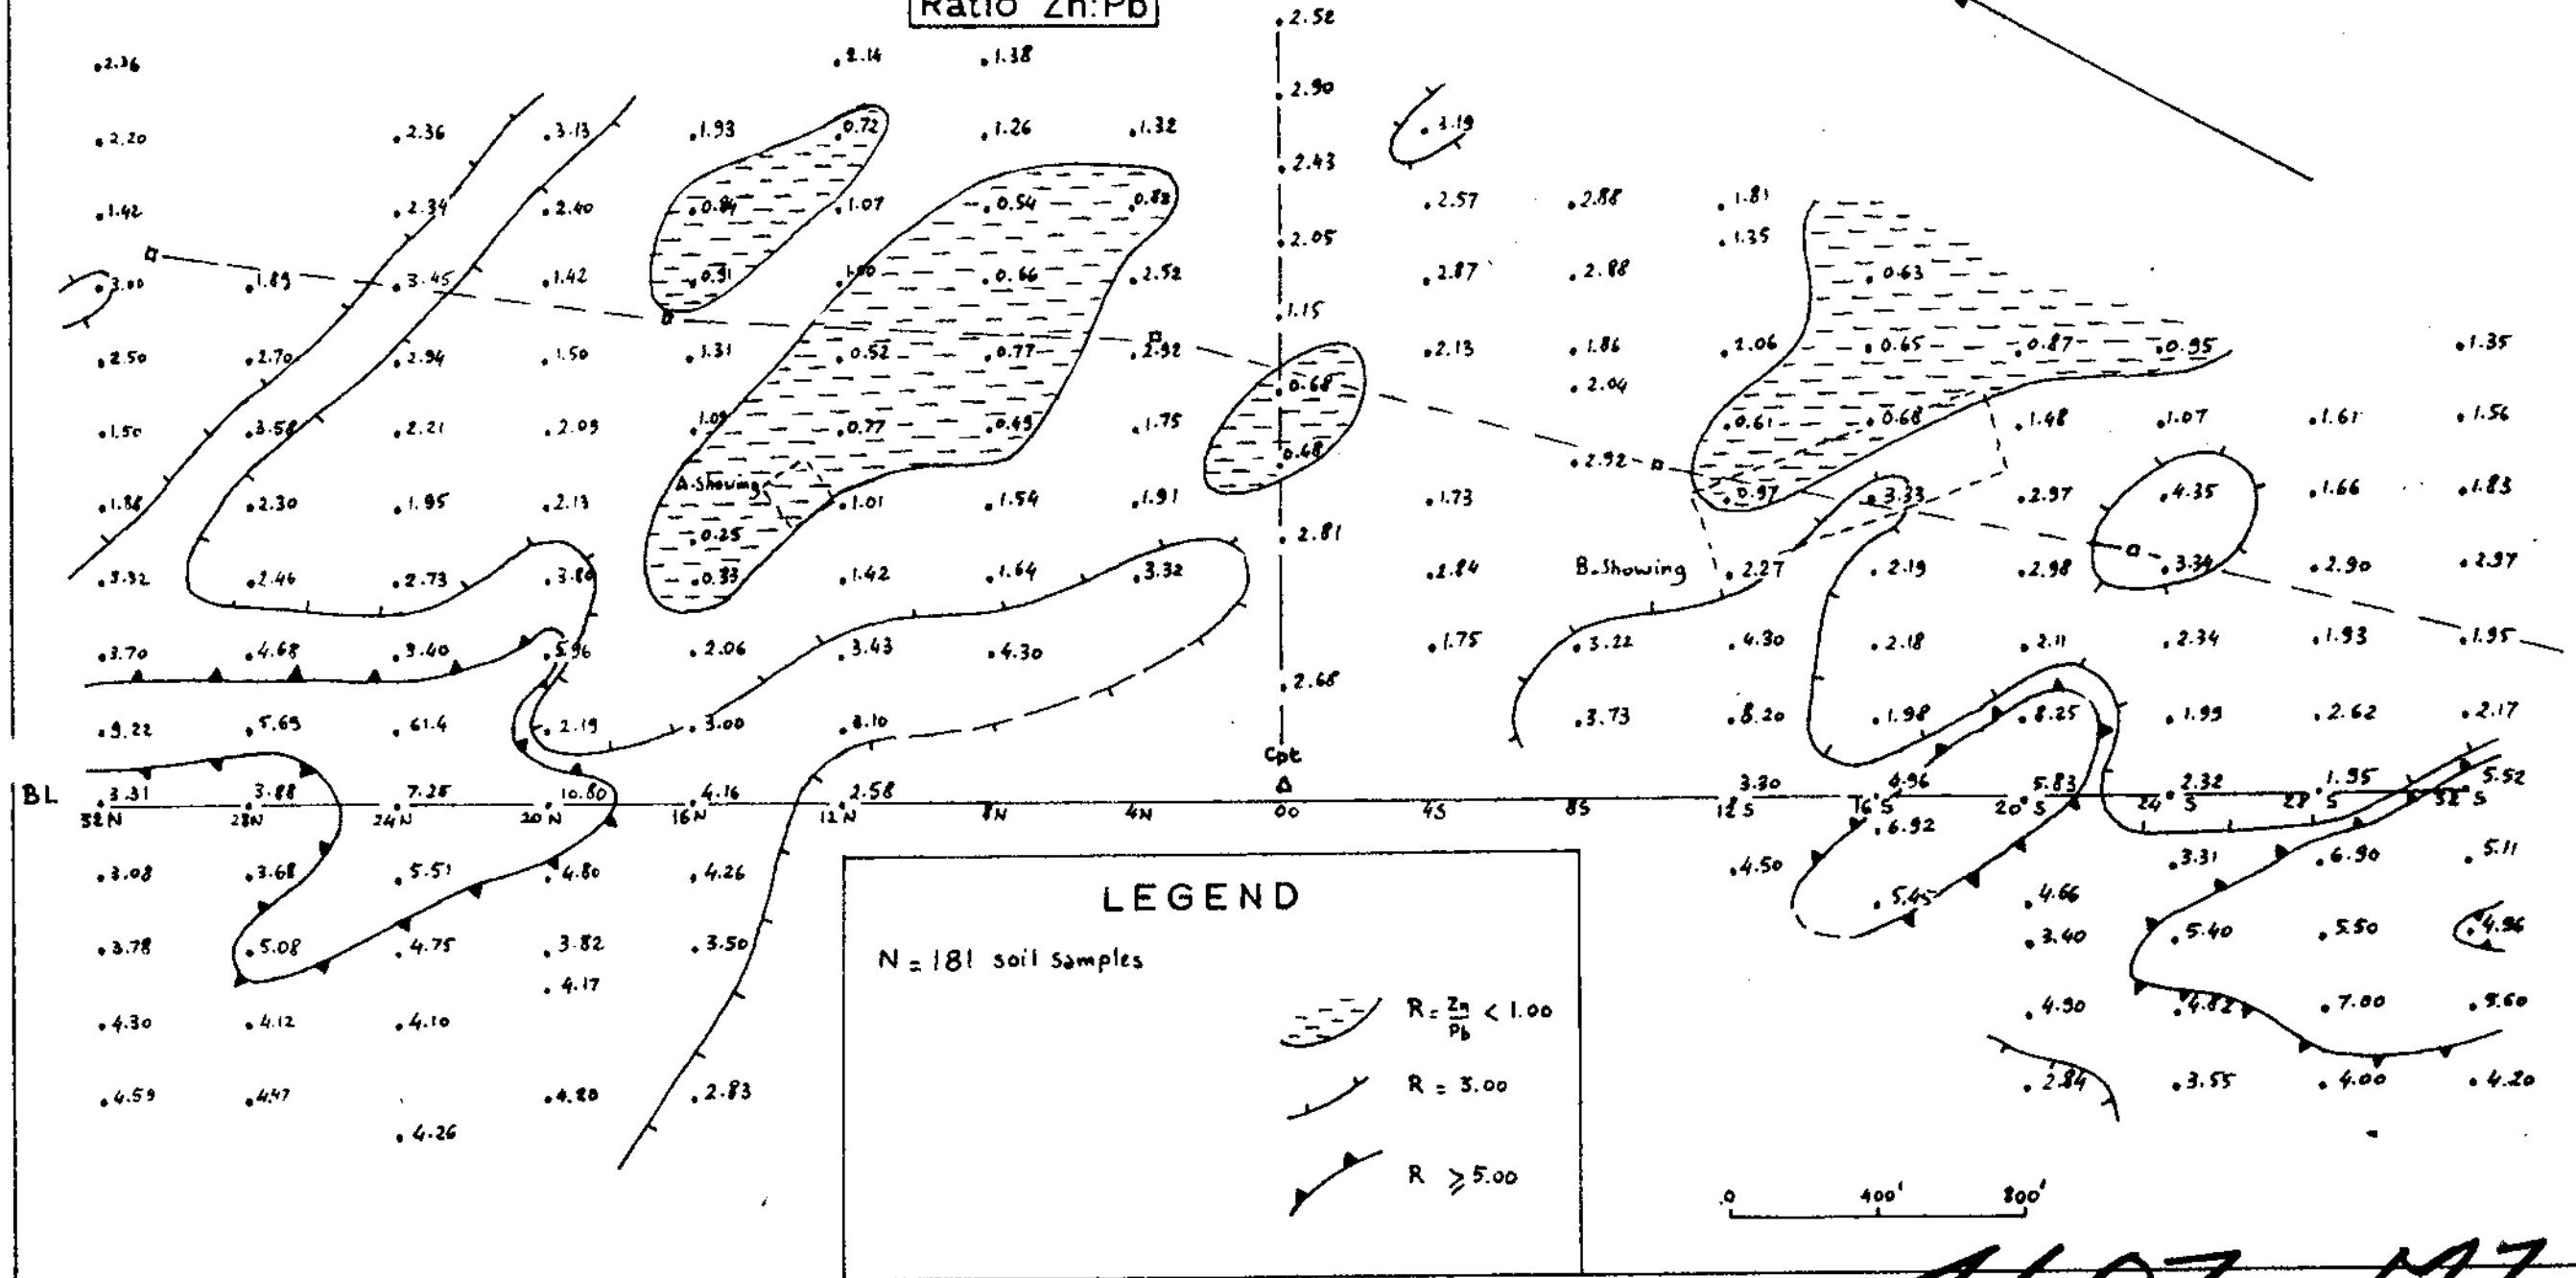 Ratio Zn:Pb
2.52
2.36 2.14 1.38
2.90
2.20 2.36 3.13 1.93 0.72 1.26 1.32 3.19
2.43
1.42 2.34 2.40 0.84 1.07 0.54 2.57 2.88 1.81
2.05 1.35
3.00 1.89 3.45 1.42 0.91 0.66 2.52 2.87 2.88 0.63
1.15
2.50 2.70 2.94 1.50 1.31 0.52 0.77 2.92 2.13 1.86 2.06 0.65 0.87 0.95 1.35
0.68 2.04
1.50 3.58 2.21 2.09 1.09 0.77 0.49 1.75 0.61 0.68 1.48 1.07 1.61 1.56
0.48 2.92
A.Showing
1.86 2.30 1.95 2.13 1.01 1.54 1.91 1.73 0.97 3.33 2.97 4.35 1.66 1.83
0.25 2.81
3.32 2.46 2.73 3.80 0.33 1.42 1.64 3.32 2.84 B.Showing 2.27 2.19 2.98 3.34 2.90 2.97
3.70 4.68 3.40 5.96 2.06 3.43 4.30 1.75 3.22 4.30 2.18 2.11 2.34 1.93 1.95
2.68
9.22 5.69 61.4 2.19 3.00 3.73 8.20 1.98 8.25 1.99 2.62 2.17
Cpt
BL 3.31 3.88 7.28 10.80 4.16 2.58 3.30 4.96 5.83 2.32 1.95 5.52
32N 28N 24N 20N 16N 12N 8N 4N 00 4S 8S 12S 16S 20S 24S 28S 32S
6.92
3.08 3.68 5.51 4.80 4.26 4.50 3.31 6.90 5.11
5.45 4.66
3.78 5.08 4.75 3.82 3.50 3.40 5.40 5.50 4.96
4.17
4.30 4.12 4.10 4.90 4.82 7.00 5.60
4.59 4.47 4.20 2.83 2.84 3.55 4.00 4.20
4.26
LEGEND
N = 181 soil samples
R = Zn/Pb < 1.00
R = 3.00
R ≥ 5.00
0 400' 800'